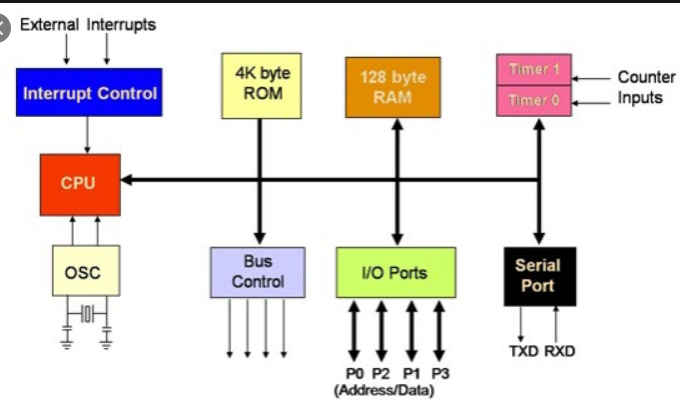 External Interrupts
Interrupt Control
4K byte
ROM
128 byte
RAM
Timer 1
Timer 0
Counter
Inputs
CPU
OSC
Bus
Control
I/O Ports
Serial
Port
TXD RXD
P0 P2 P1 P3
(Address/Data)